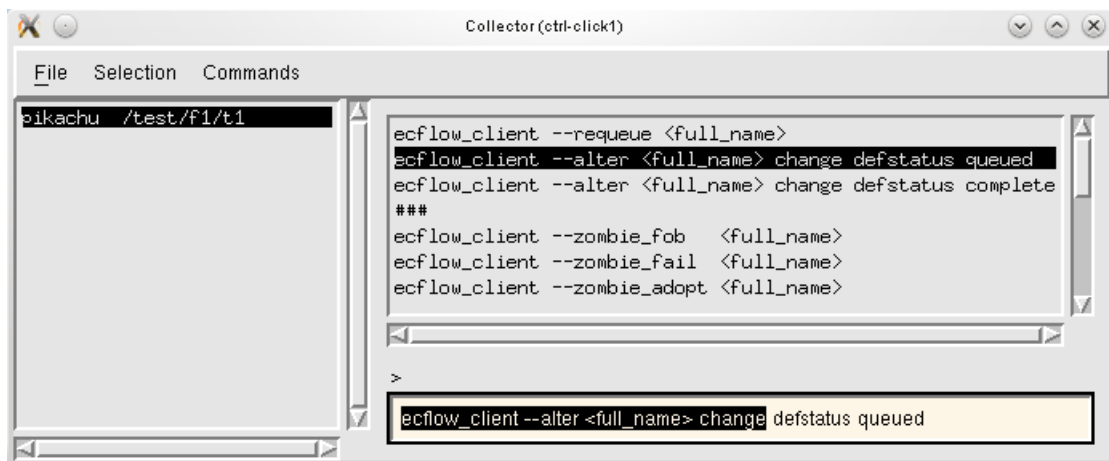 Collector (ctrl-click1)
File Selection Commands
pikachu /test/f1/t1
ecflow_client --requeue <full_name>
ecflow_client --alter <full_name> change defstatus queued
ecflow_client --alter <full_name> change defstatus complete
###
ecflow_client --zombie_fob <full_name>
ecflow_client --zombie_fail <full_name>
ecflow_client --zombie_adopt <full_name>
>
ecflow_client --alter <full_name> change defstatus queued